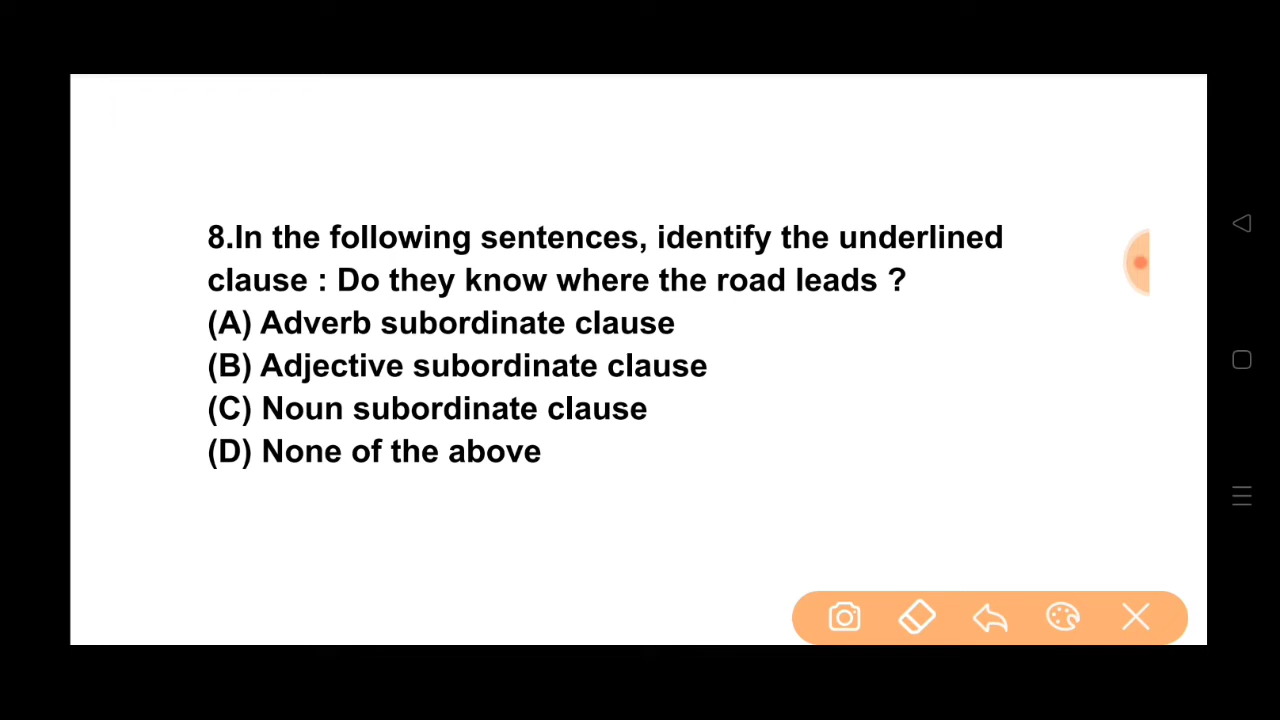 8.In the following sentences, identify the underlined
clause : Do they know where the road leads ?
(A) Adverb subordinate clause
(B) Adjective subordinate clause
(C) Noun subordinate clause
(D) None of the above